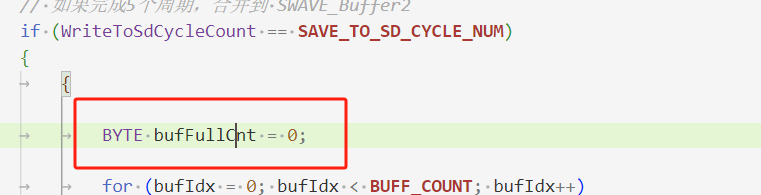 // 如果完成5个周期，合并到 SWAVE_Buffer2
if (WriteToSdCycleCount == SAVE_TO_SD_CYCLE_NUM)
{
{
BYTE bufFullCnt = 0;
for (bufIdx = 0; bufIdx < BUFF_COUNT; bufIdx++)